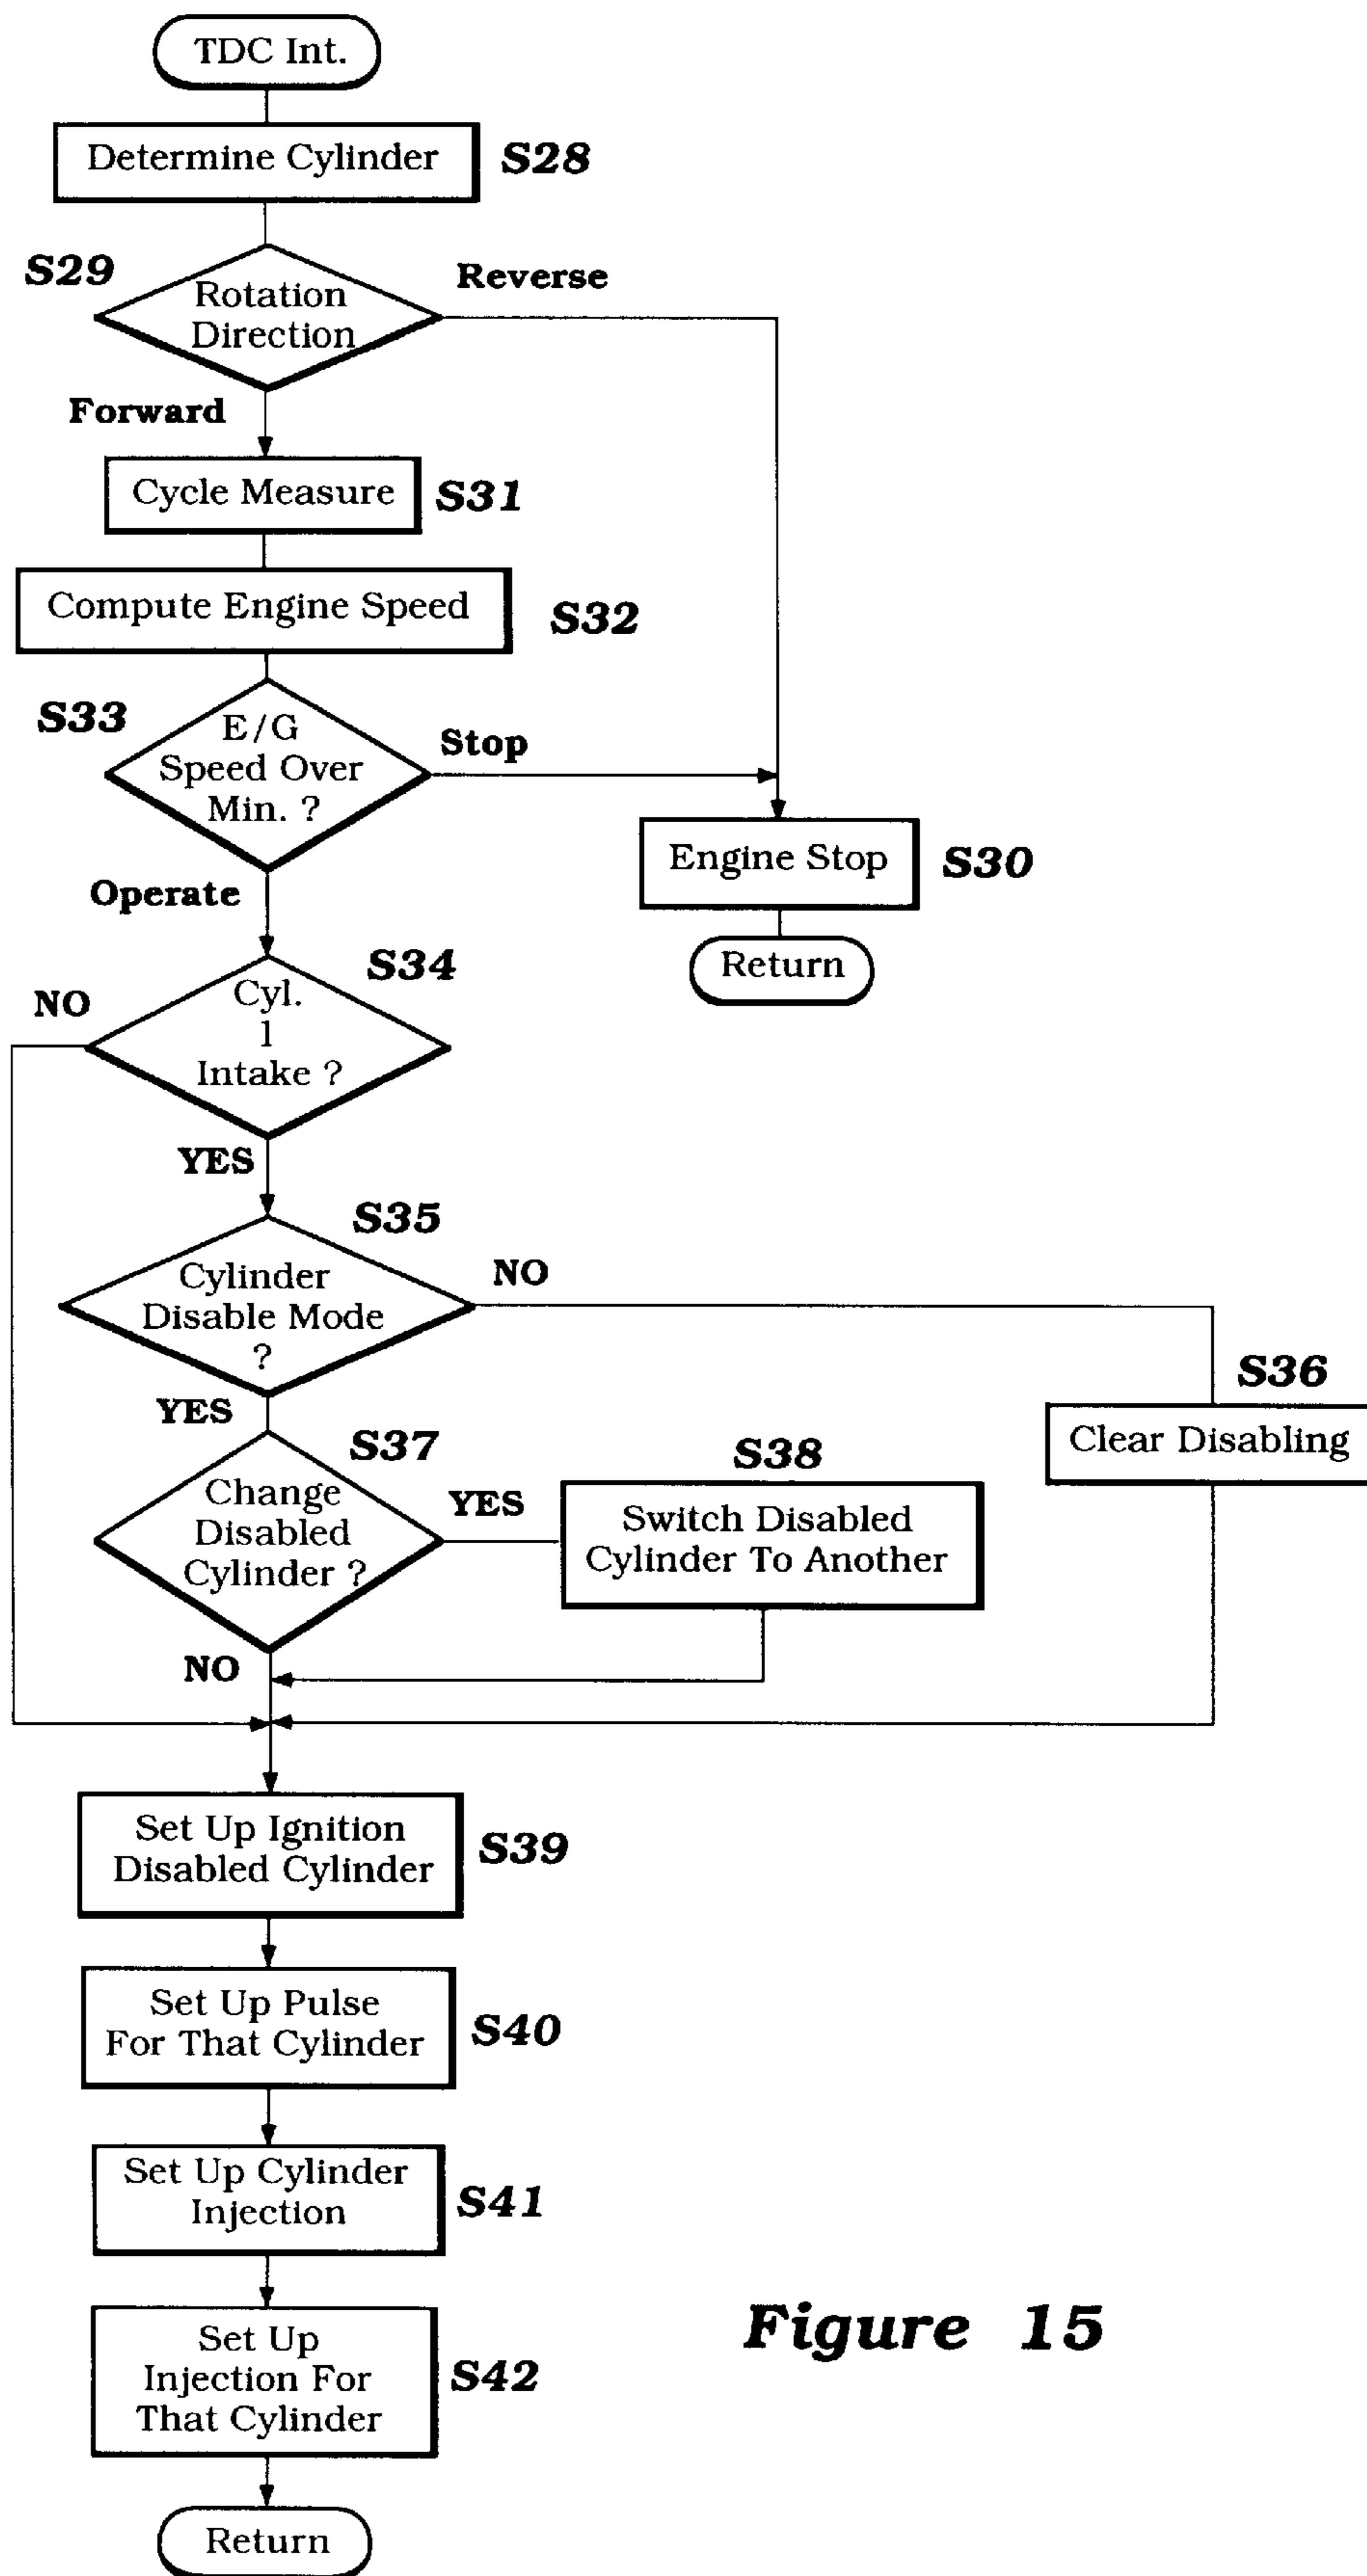 TDC Int.
Determine Cylinder
S28
S29
Rotation
Direction
Reverse
Forward
Cycle Measure
S31
Compute Engine Speed
S32
S33
E/G
Speed Over
Min. ?
Stop
Engine Stop
S30
Return
Operate
S34
Cyl.
1
Intake ?
NO
YES
S35
Cylinder
Disable Mode
?
NO
S36
Clear Disabling
YES
S37
Change
Disabled
Cylinder ?
YES
S38
Switch Disabled
Cylinder To Another
NO
Set Up Ignition
Disabled Cylinder
S39
Set Up Pulse
For That Cylinder
S40
Set Up Cylinder
Injection
S41
Set Up
Injection For
That Cylinder
S42
Figure 15
Return